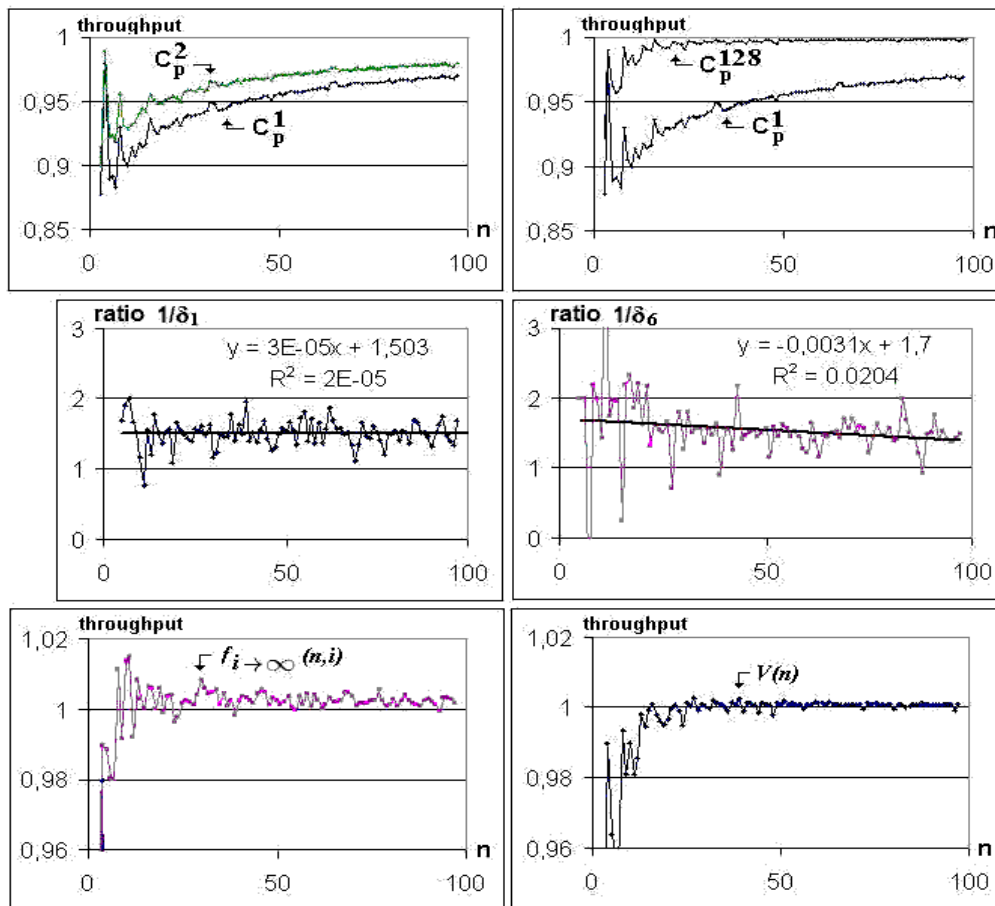 throughput
1
0,95
0,9
0,85
0
50
100
n
C_p^2
C_p^1
throughput
1
0,95
0,9
0,85
0
50
100
n
C_p^128
C_p^1
ratio 1/δ₁
3
2
1
0
0
50
100
y = 3E-05x + 1,503
R² = 2E-05
ratio 1/δ₆
3
2
1
0
0
50
100
y = -0,0031x + 1,7
R² = 0.0204
throughput
1,02
1
0,98
0,96
0
50
100
n
f i→∞ (n,i)
throughput
1,02
1
0,98
0,96
0
50
100
n
V(n)